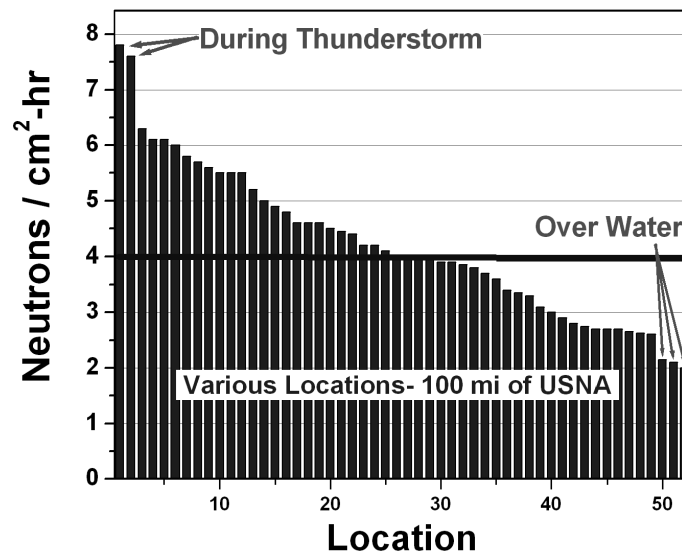 Neutrons / cm²-hr
8
7
6
5
4
3
2
1
0
During Thunderstorm
Over Water
Various Locations- 100 mi of USNA
10
20
30
40
50
Location